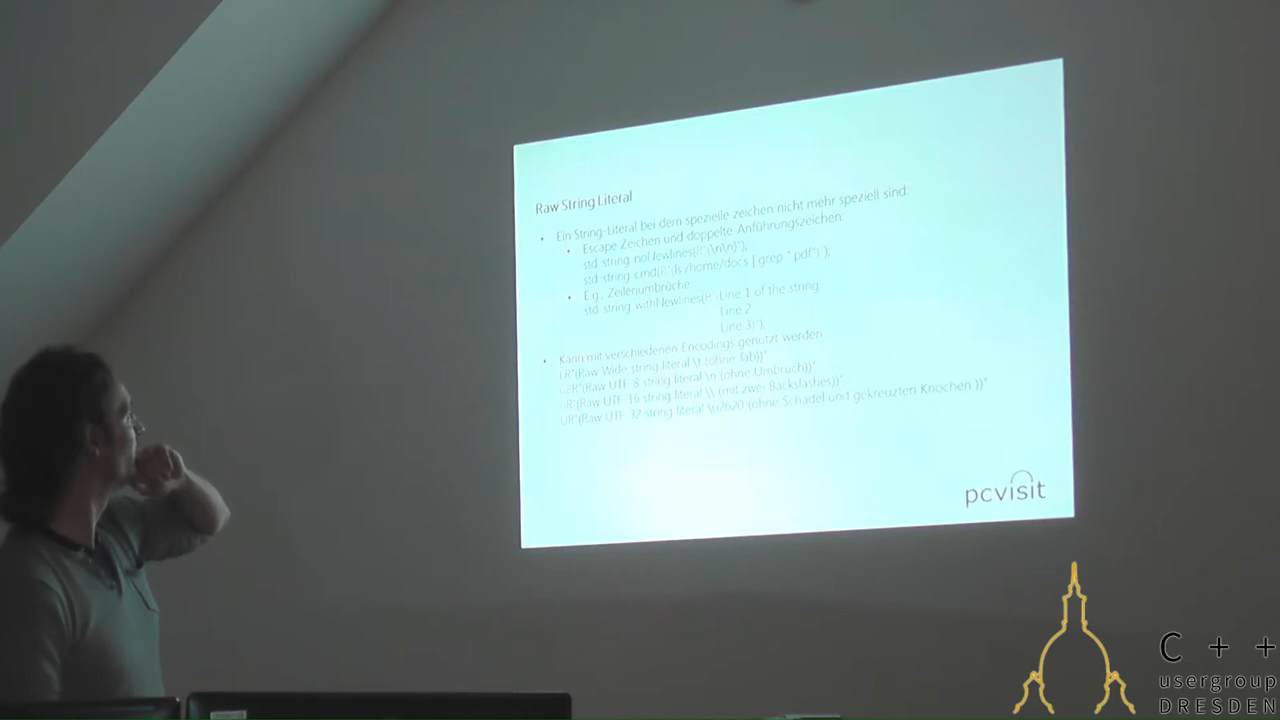 Raw String Literal
• Ein String-Literal bei dem spezielle zeichen nicht mehr speziell sind:
• Escape Zeichen und doppelte Anführungszeichen:
std::string noNewlines(R"(\n\n)");
std::string cmd(R"(ls /home/docs | grep ".pdf")");
• E.g., Zeilenumbrüche
std::string withNewlines(R"(Line 1 of the string
Line 2
Line 3)");
• Kann mit verschiedenen Encodings genutzt werden:
LR"(Raw Wide string literal \t (ohne Tab))"
u8R"(Raw UTF-8 string literal \n (ohne Umbruch))"
uR"(Raw UTF-16 string literal \\ (mit zwei Backslashes))"
UR"(Raw UTF-32 string literal \u2620 (ohne Schädel und gekreuzten Knochen ))"
pcvisit
C++
usergroup
DRESDEN